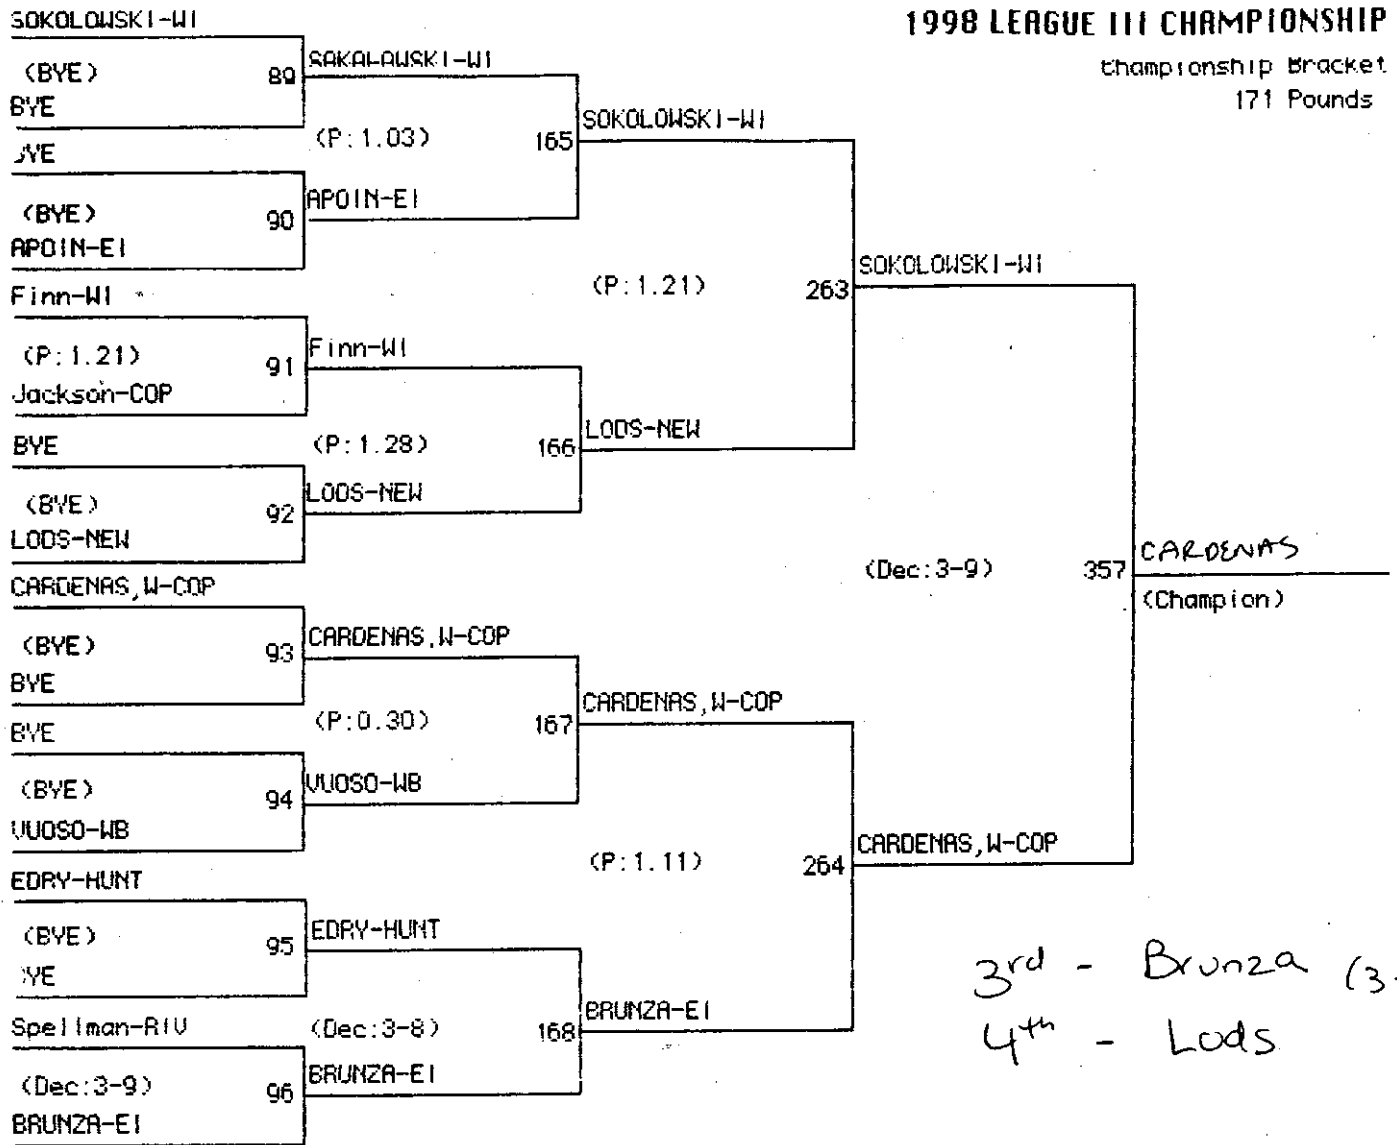 1998 LEAGUE III CHAMPIONSHIP
Championship Bracket
171 Pounds
SOKOLOWSKI-WI
(BYE)
89
BYE
SAKALAWSKI-WI
(P:1.03)
165
SOKOLOWSKI-WI
(BYE)
90
APOIN-EI
APOIN-EI
Finn-WI
(P:1.21)
91
Jackson-COP
Finn-WI
(P:1.21)
263
SOKOLOWSKI-WI
BYE
(P:1.28)
166
LODS-NEW
(BYE)
92
LODS-NEW
LODS-NEW
CARDENAS,W-COP
(Dec:3-9)
357
CARDENAS
(Champion)
(BYE)
93
BYE
CARDENAS,W-COP
BYE
(P:0.30)
167
CARDENAS,W-COP
(BYE)
94
VUOSO-WB
VUOSO-WB
EDRY-HUNT
(P:1.11)
264
CARDENAS,W-COP
(BYE)
95
EDRY-HUNT
Spellman-RIV
(Dec:3-8)
168
BRUNZA-EI
(Dec:3-9)
96
BRUNZA-EI
BRUNZA-EI
3rd - Brunza (3-
4th - Lods